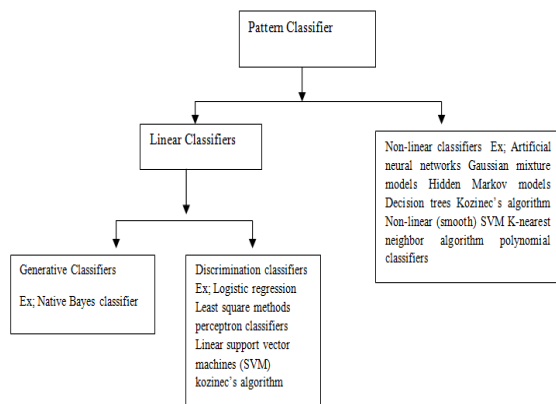 Pattern Classifier
Linear Classifiers
Non-linear classifiers Ex; Artificial
neural networks Gaussian mixture
models Hidden Markov models
Decision trees Kozinec's algorithm
Non-linear (smooth) SVM K-nearest
neighbor algorithm polynomial
classifiers
Generative Classifiers
Ex; Native Bayes classifier
Discrimination classifiers
Ex; Logistic regression
Least square methods
perceptron classifiers
Linear support vector
machines (SVM)
kozinec's algorithm